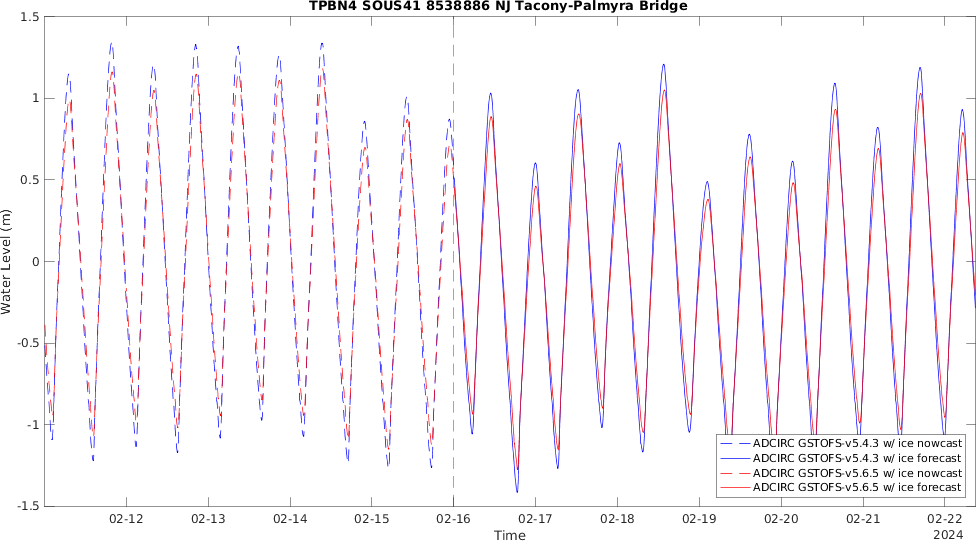 TPBN4 SOUS41 8538886 NJ Tacony-Palmyra Bridge
1.5
1
0.5
0
-0.5
-1
-1.5
Water Level (m)
02-12 02-13 02-14 02-15 02-16 02-17 02-18 02-19 02-20 02-21 02-22
2024
Time
ADCIRC GSTOFS-v5.4.3 w/ ice nowcast
ADCIRC GSTOFS-v5.4.3 w/ ice forecast
ADCIRC GSTOFS-v5.6.5 w/ ice nowcast
ADCIRC GSTOFS-v5.6.5 w/ ice forecast